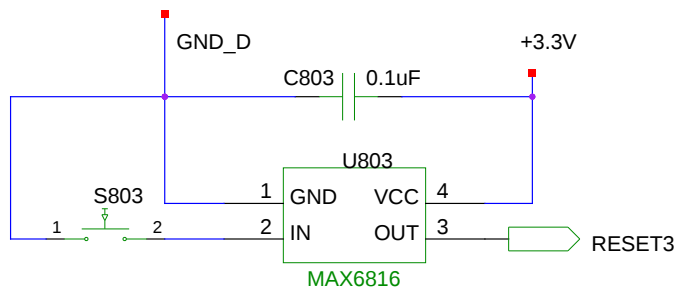 GND_D
+3.3V
C803 0.1uF
U803
S803
1 GND VCC 4
1 2
2 IN OUT 3
RESET3
MAX6816